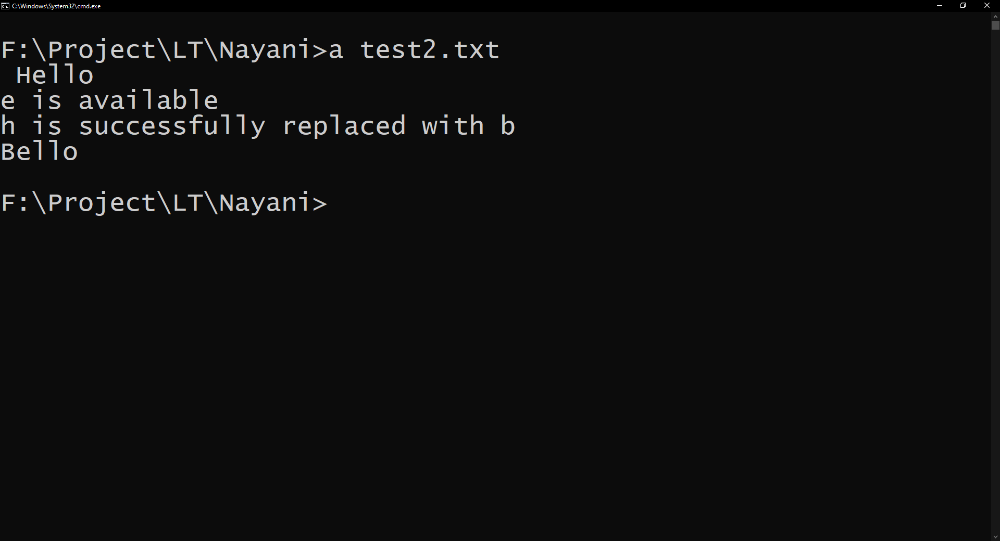 C:\Windows\System32\cmd.exe
F:\Project\LT\Nayani>a test2.txt
 Hello
e is available
h is successfully replaced with b
Bello
F:\Project\LT\Nayani>